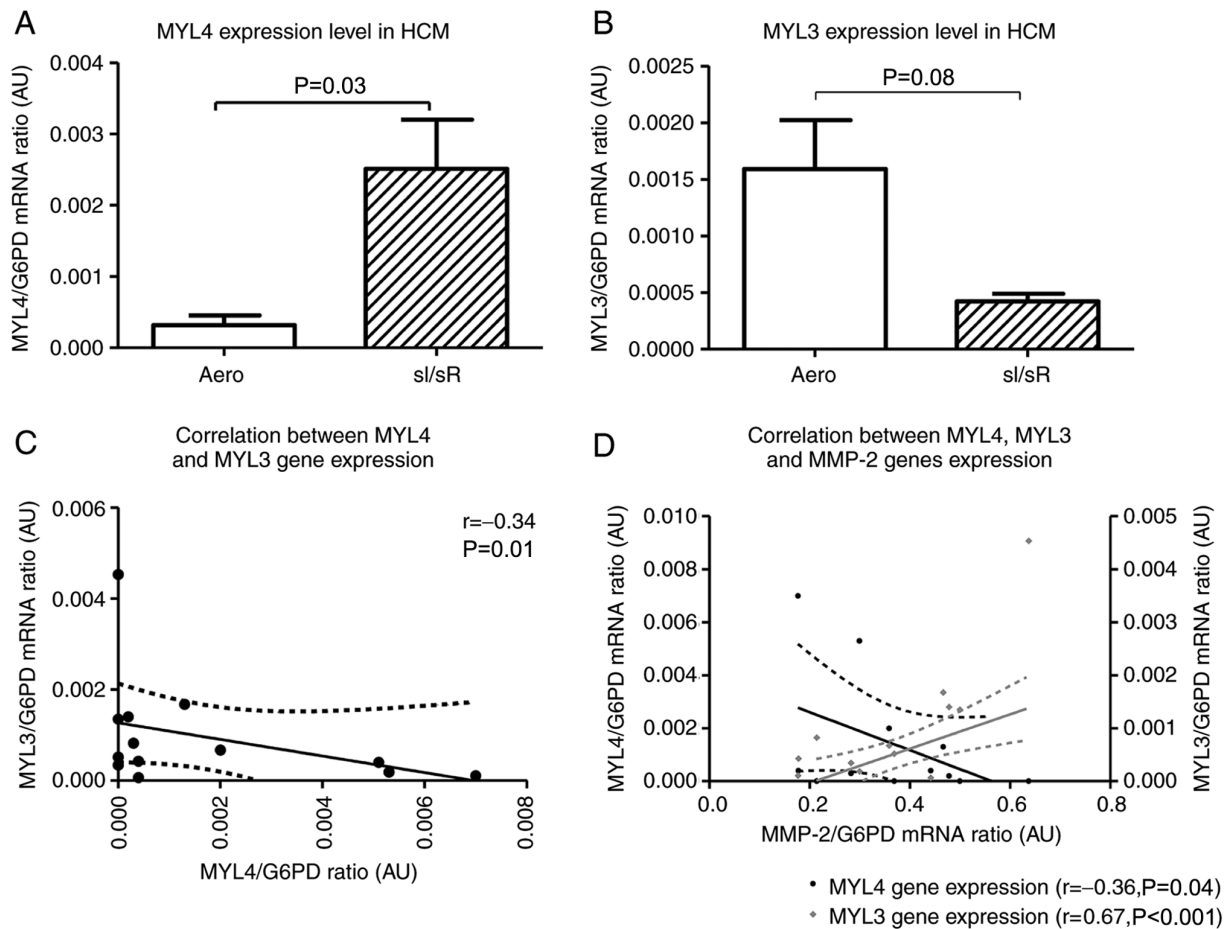 A
MYL4 expression level in HCM
MYL4/G6PD mRNA ratio (AU)
0.004
0.003
0.002
0.001
0.000
P=0.03
Aero
sI/sR
B
MYL3 expression level in HCM
MYL3/G6PD mRNA ratio (AU)
0.0025
0.0020
0.0015
0.0010
0.0005
0.0000
P=0.08
Aero
sI/sR
C
Correlation between MYL4
and MYL3 gene expression
MYL3/G6PD mRNA ratio (AU)
0.006
0.004
0.002
0.000
r=−0.34
P=0.01
0.000
0.002
0.004
0.006
0.008
MYL4/G6PD ratio (AU)
D
Correlation between MYL4, MYL3
and MMP-2 genes expression
MYL4/G6PD mRNA ratio (AU)
0.010
0.008
0.006
0.004
0.002
0.000
0.005
0.004
0.003
0.002
0.001
0.000
MYL3/G6PD mRNA ratio (AU)
0.0
0.2
0.4
0.6
0.8
MMP-2/G6PD mRNA ratio (AU)
MYL4 gene expression (r=−0.36,P=0.04)
MYL3 gene expression (r=0.67,P<0.001)